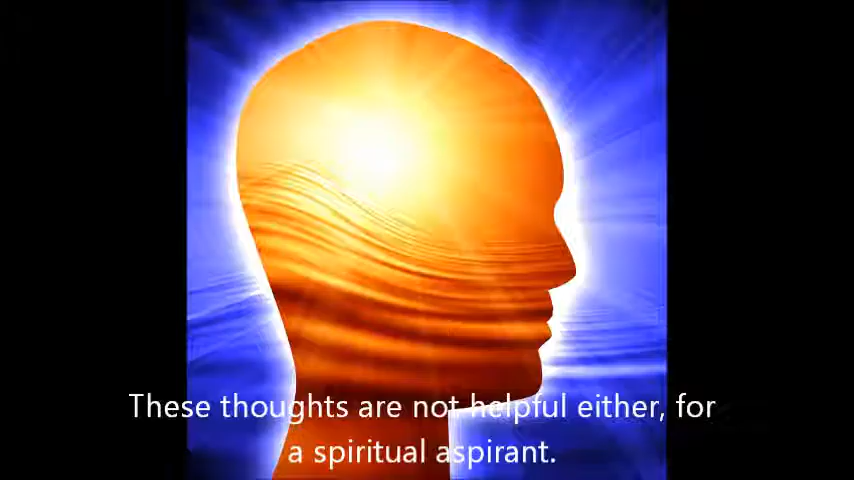 These thoughts are not helpful either, for
a spiritual aspirant.